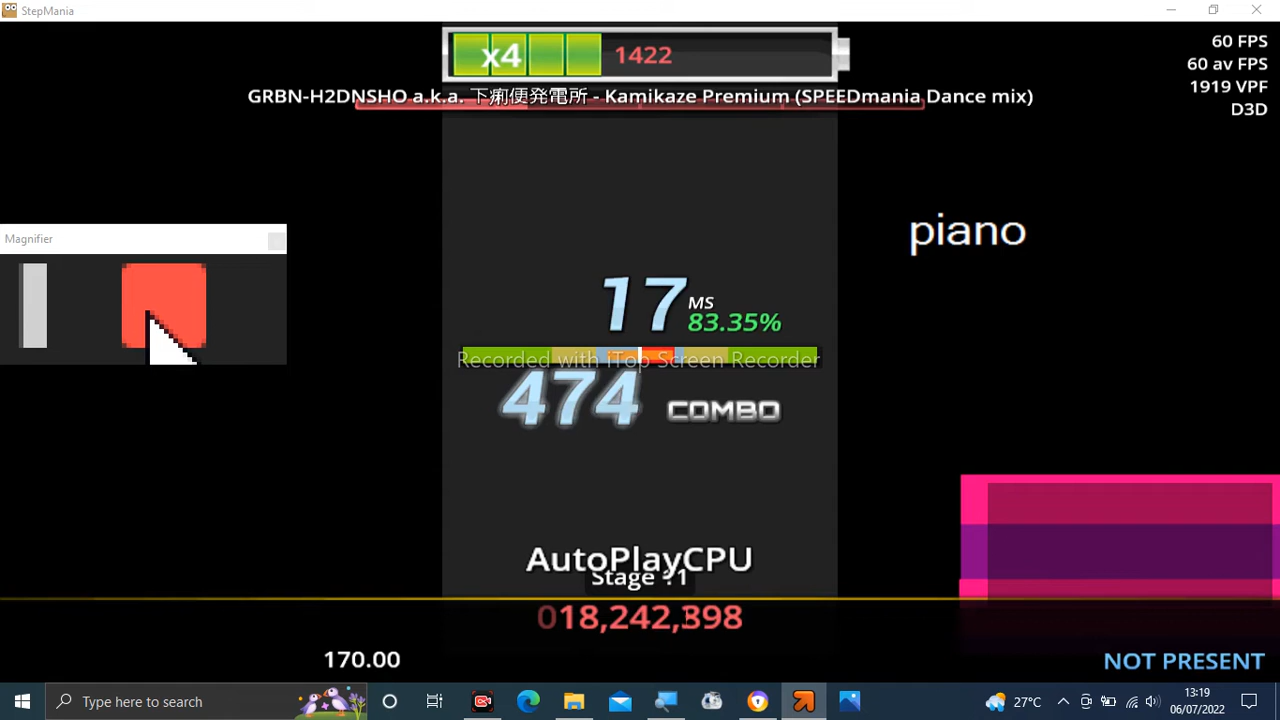 StepMania
x4 1422
60 FPS
60 av FPS
1919 VPF
D3D
GRBN-H2DNSHO a.k.a. 下痢便発電所 - Kamikaze Premium (SPEEDmania Dance mix)
Magnifier
piano
17 MS
83.35%
Recorded with iTop Screen Recorder
474 COMBO
AutoPlayCPU
Stage :1
018,242,398
170.00
NOT PRESENT
Type here to search
27°C
13:19
06/07/2022